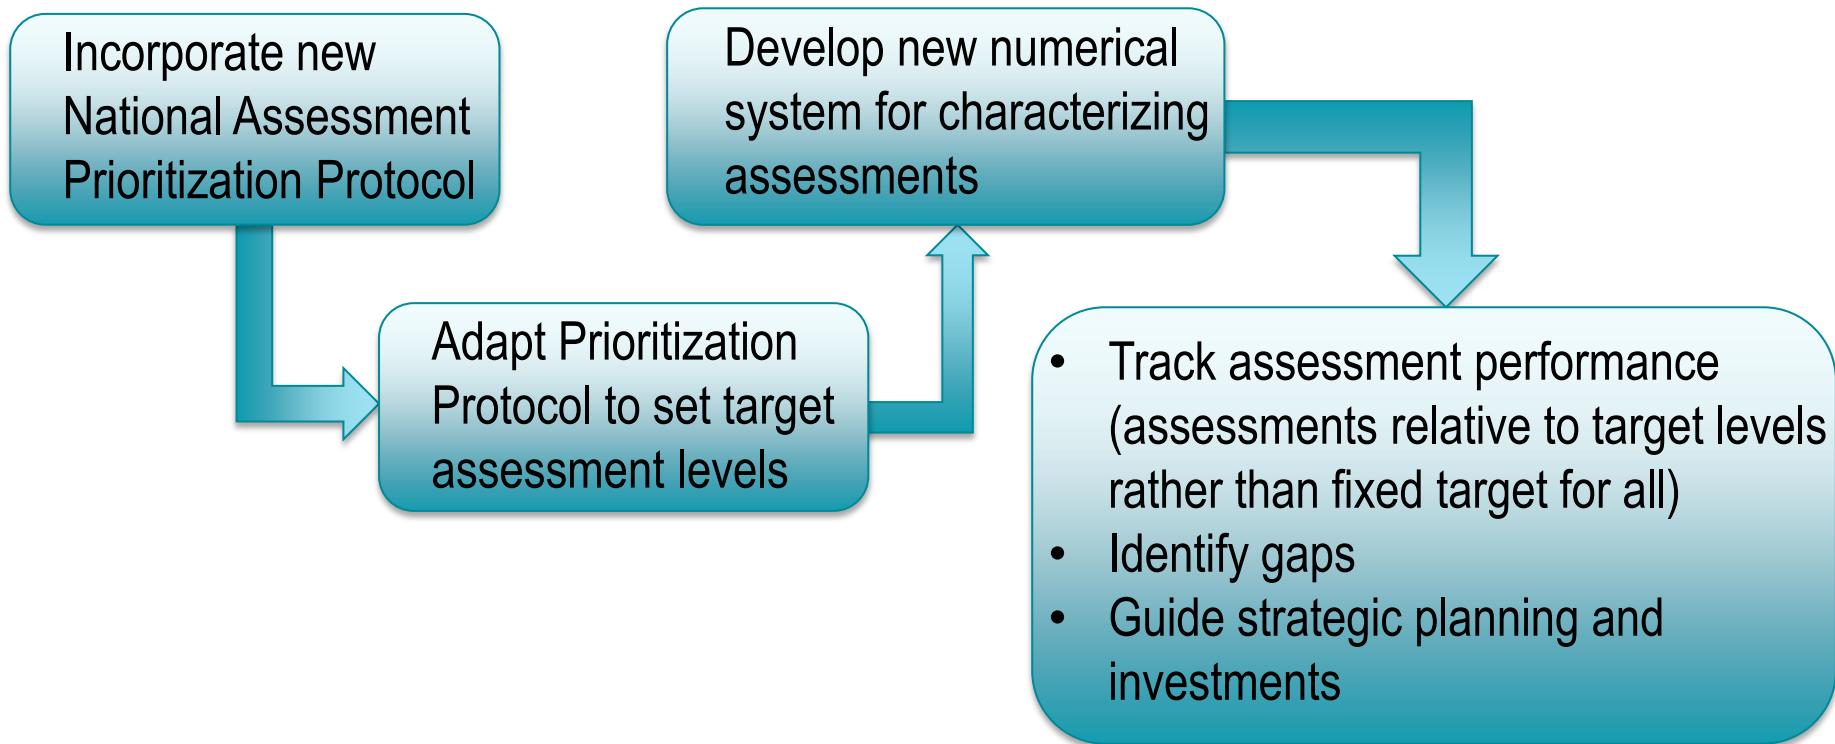 Incorporate new
National Assessment
Prioritization Protocol
Adapt Prioritization
Protocol to set target
assessment levels
Develop new numerical
system for characterizing
assessments
• Track assessment performance
(assessments relative to target levels
rather than fixed target for all)
• Identify gaps
• Guide strategic planning and
investments